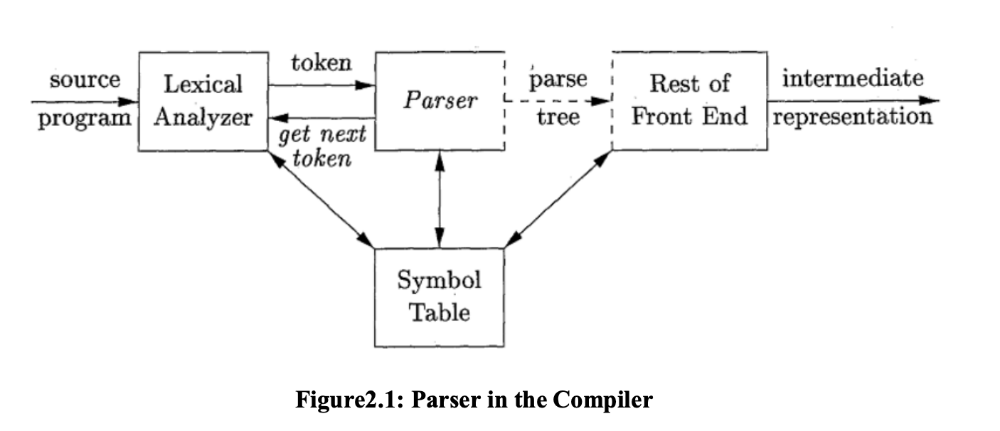 source
program
Lexical
Analyzer
token
get next
token
Parser
parse
tree
Rest of
Front End
intermediate
representation
Symbol
Table
Figure2.1: Parser in the Compiler